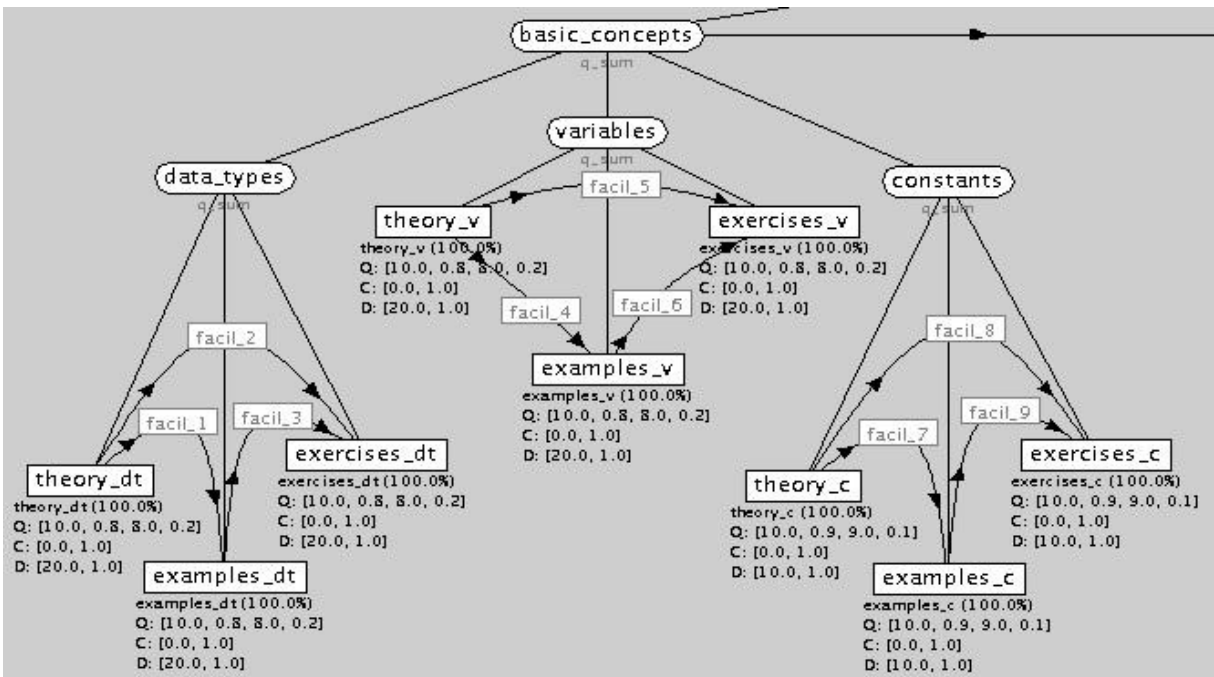 basic_concepts
q_sum
variables
q_sum
data_types
q_sum
constants
q_sum
facil_5
theory_v
exercises_v
theory_v (100.0%)
Q: [10.0, 0.8, 8.0, 0.2]
C: [0.0, 1.0]
D: [20.0, 1.0]
exercises_v (100.0%)
Q: [10.0, 0.8, 8.0, 0.2]
C: [0.0, 1.0]
D: [20.0, 1.0]
facil_4
facil_6
examples_v
examples_v (100.0%)
Q: [10.0, 0.8, 8.0, 0.2]
C: [0.0, 1.0]
D: [20.0, 1.0]
facil_2
facil_1
facil_3
theory_dt
exercises_dt
theory_dt (100.0%)
Q: [10.0, 0.8, 8.0, 0.2]
C: [0.0, 1.0]
D: [20.0, 1.0]
exercises_dt (100.0%)
Q: [10.0, 0.8, 8.0, 0.2]
C: [0.0, 1.0]
D: [20.0, 1.0]
examples_dt
examples_dt (100.0%)
Q: [10.0, 0.8, 8.0, 0.2]
C: [0.0, 1.0]
D: [20.0, 1.0]
facil_8
facil_7
facil_9
theory_c
exercises_c
theory_c (100.0%)
Q: [10.0, 0.9, 9.0, 0.1]
C: [0.0, 1.0]
D: [10.0, 1.0]
exercises_c (100.0%)
Q: [10.0, 0.9, 9.0, 0.1]
C: [0.0, 1.0]
D: [10.0, 1.0]
examples_c
examples_c (100.0%)
Q: [10.0, 0.9, 9.0, 0.1]
C: [0.0, 1.0]
D: [10.0, 1.0]